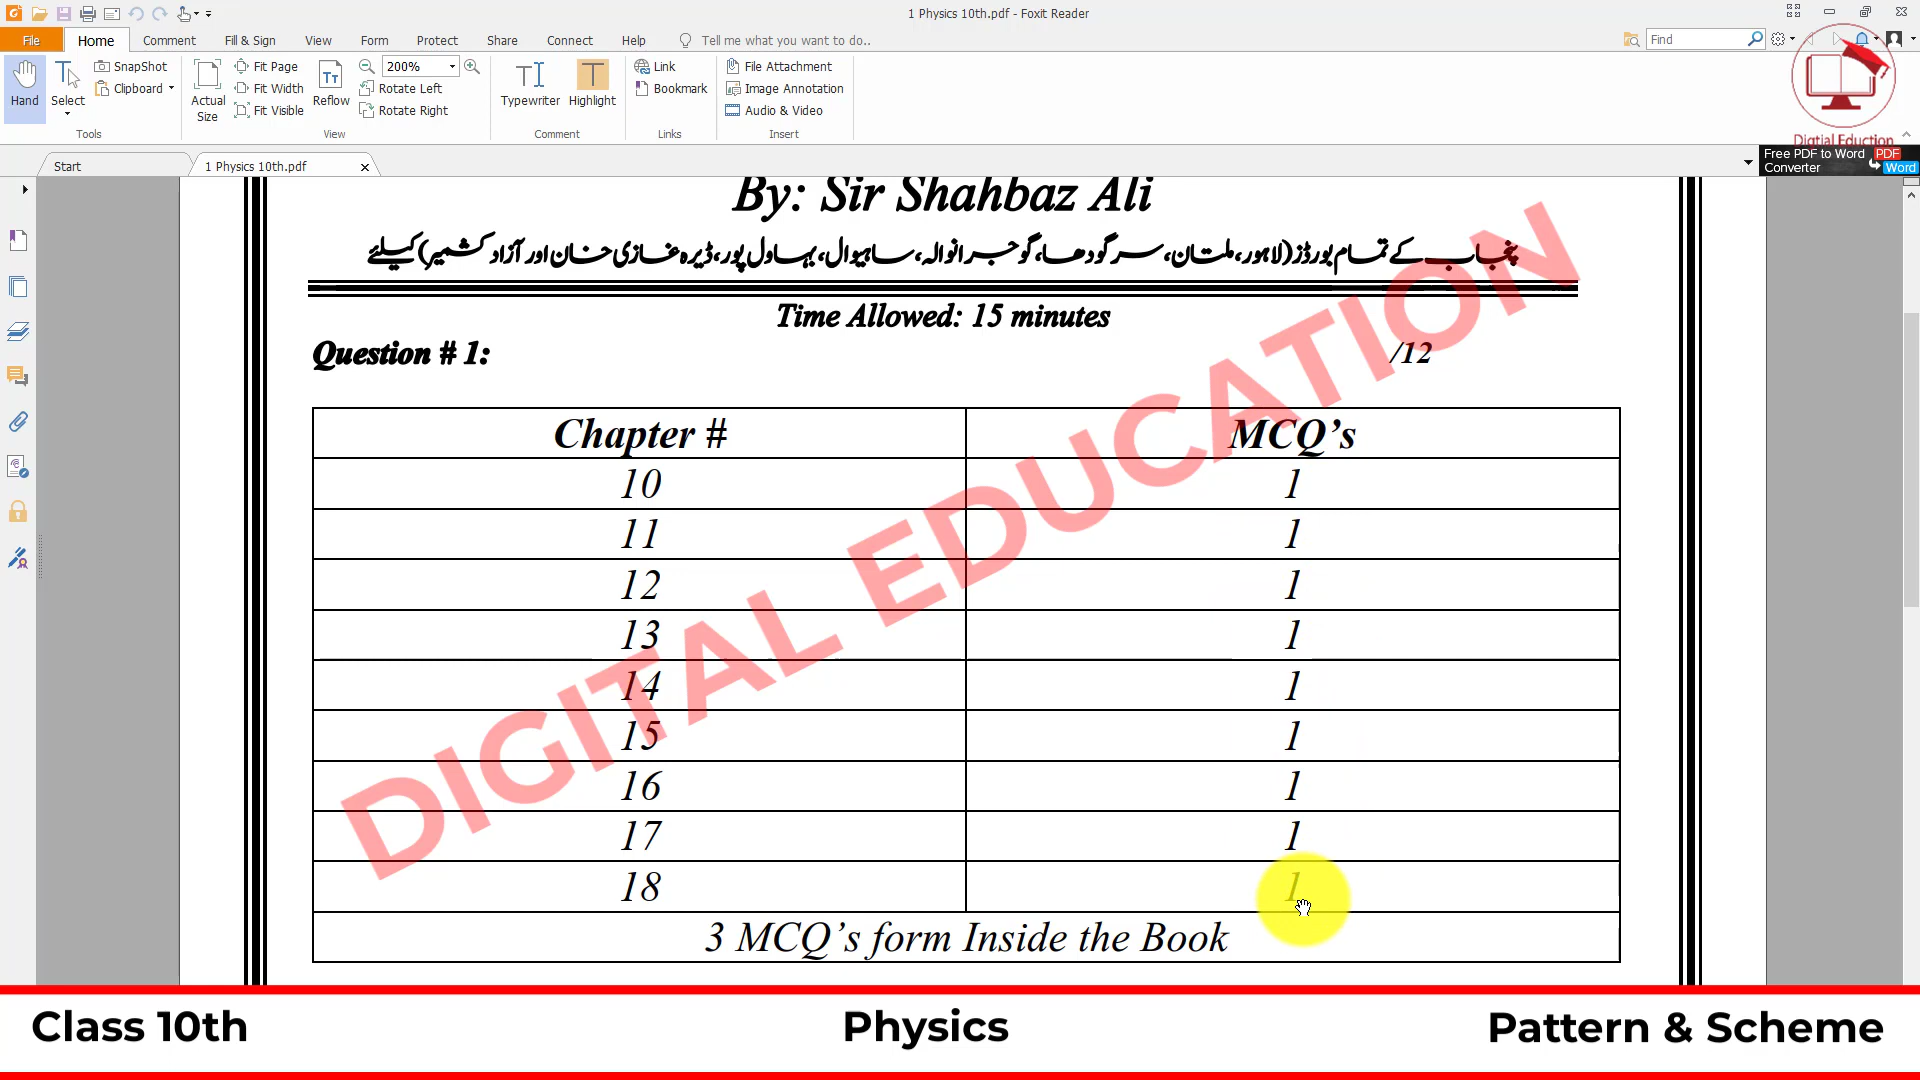 1 Physics 10th.pdf - Foxit Reader
File Home Comment Fill & Sign View Form Protect Share Connect Help Tell me what you want to do.. Find
Hand
Select
SnapShot
Clipboard
Tools
Actual Size
Fit Page
Fit Width
Fit Visible
Reflow
200%
Rotate Left
Rotate Right
View
Typewriter
Highlight
Comment
Link
Bookmark
Links
File Attachment
Image Annotation
Audio & Video
Insert
Digtial Eduction
Start
1 Physics 10th.pdf
Free PDF to Word
Converter
PDF
Word
By: Sir Shahbaz Ali
پنجاب کے تمام بورڈز (لاہور، ملتان، سرگودھا، گوجرانوالہ، ساہیوال، بہاول پور، ڈیرہ غازی خان اور آزاد کشمیر) کیلئے
Time Allowed: 15 minutes
Question # 1: /12
Chapter # MCQ’s
10 1
11 1
12 1
13 1
14 1
15 1
16 1
17 1
18 1
3 MCQ’s form Inside the Book
DIGITAL EDUCATION
Class 10th Physics Pattern & Scheme